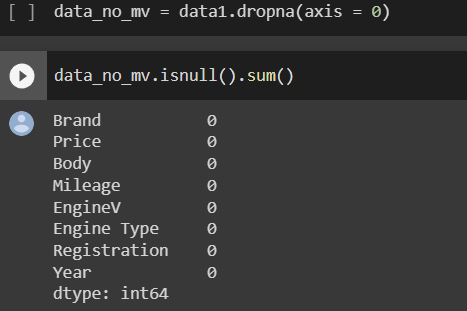 [ ] data_no_mv = data1.dropna(axis = 0)
data_no_mv.isnull().sum()
Brand 0
Price 0
Body 0
Mileage 0
EngineV 0
Engine Type 0
Registration 0
Year 0
dtype: int64